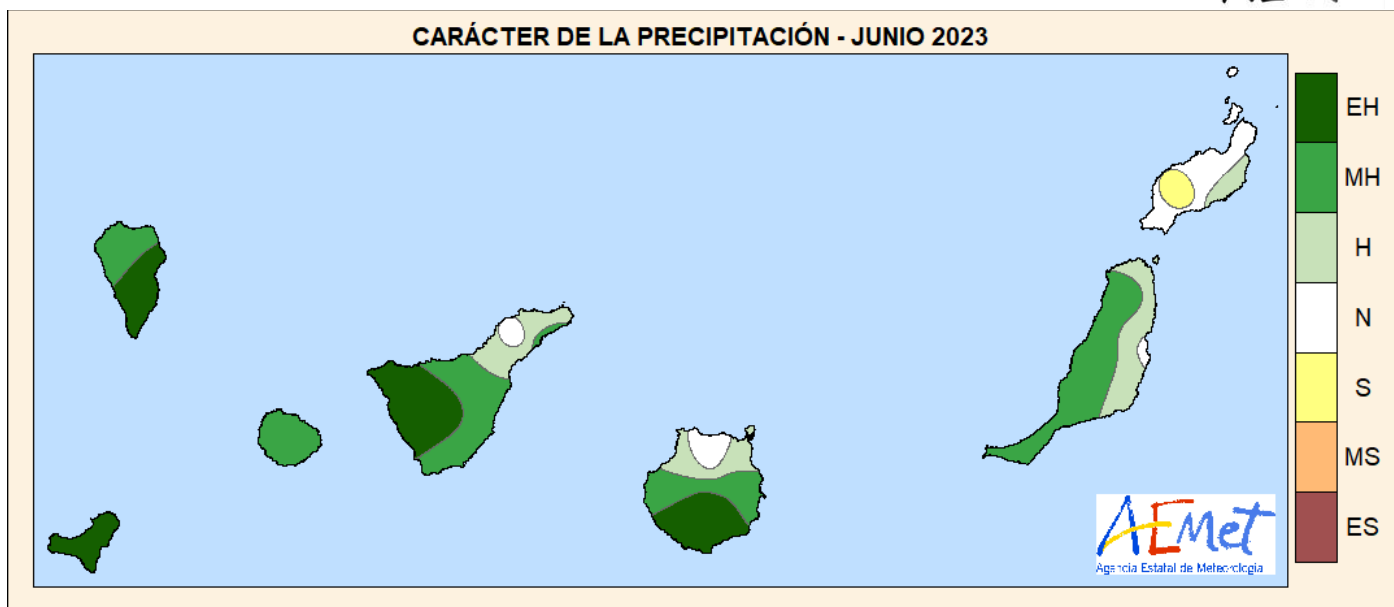 CARÁCTER DE LA PRECIPITACIÓN - JUNIO 2023
EH
MH
H
N
S
MS
ES
AEMet
Agencia Estatal de Meteorología